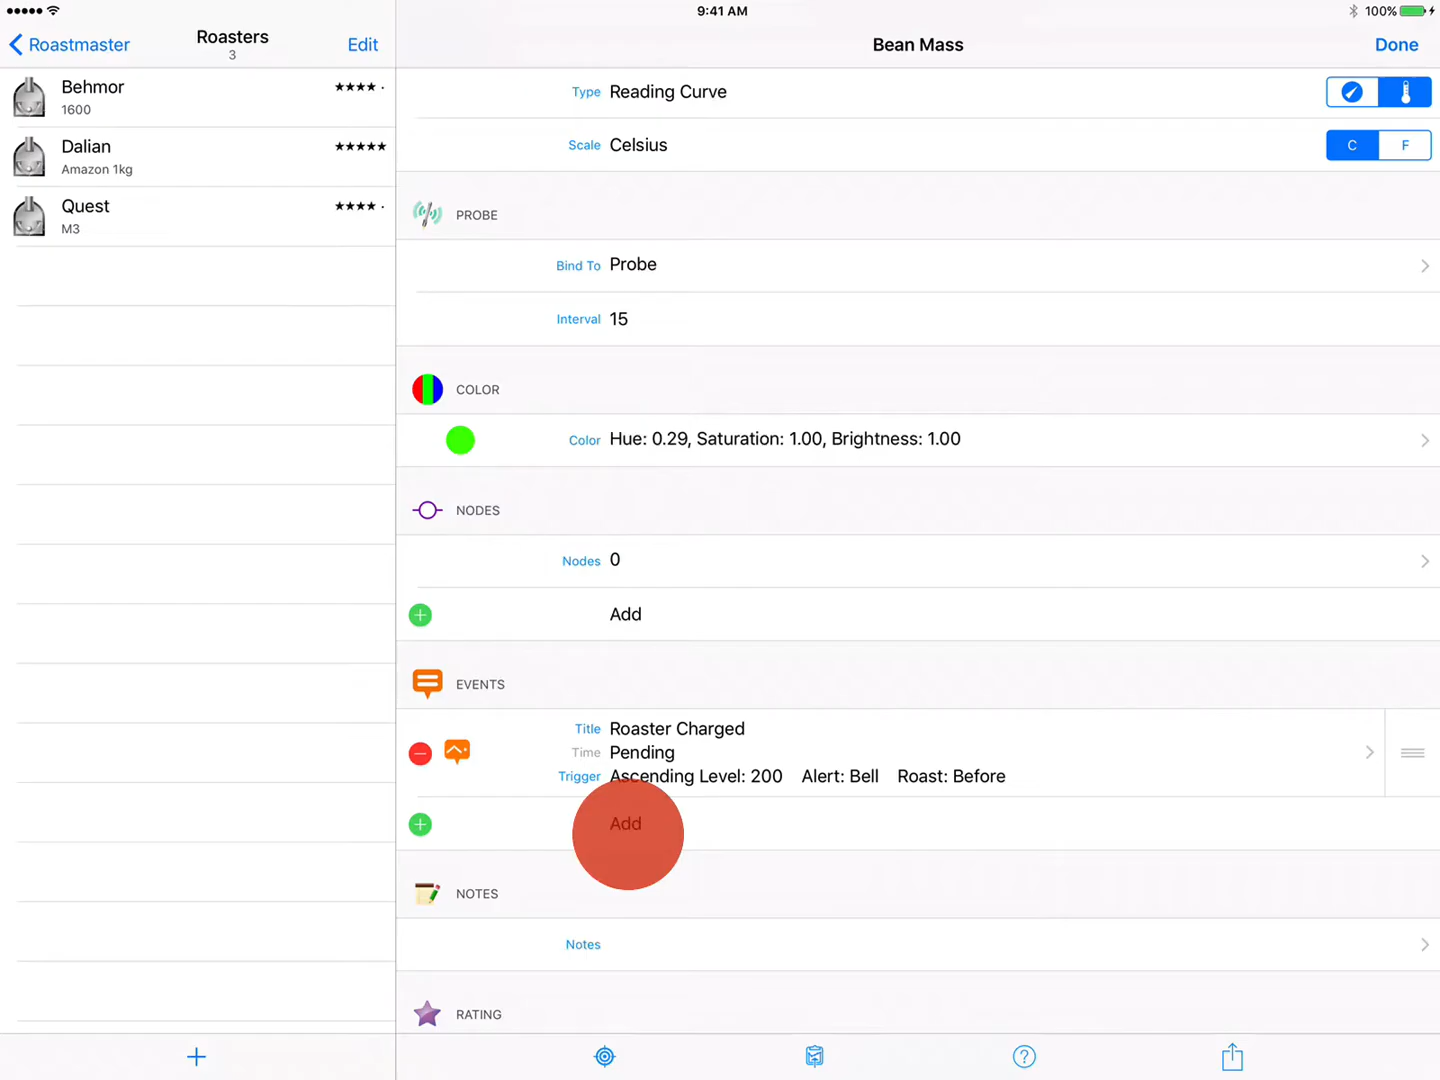 9:41 AM
100%
Roastmaster
Roasters
3
Edit
Bean Mass
Done
Behmor
1600
Dalian
Amazon 1kg
Quest
M3
Type Reading Curve
Scale Celsius
C F
PROBE
Bind To Probe
Interval 15
COLOR
Color Hue: 0.29, Saturation: 1.00, Brightness: 1.00
NODES
Nodes 0
Add
EVENTS
Title Roaster Charged
Time Pending
Trigger Ascending Level: 200 Alert: Bell Roast: Before
Add
NOTES
Notes
RATING